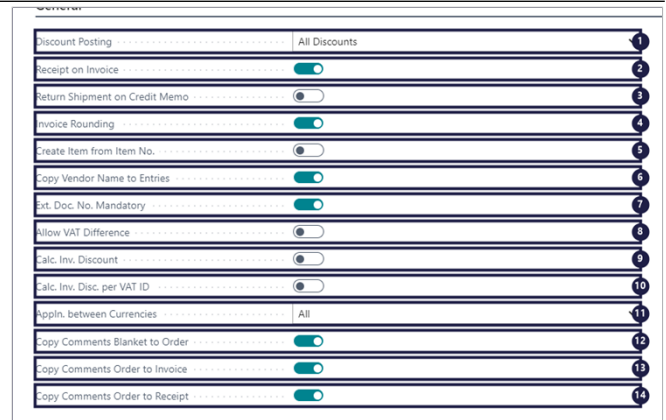 General
Discount Posting All Discounts 1
Receipt on Invoice 2
Return Shipment on Credit Memo 3
Invoice Rounding 4
Create Item from Item No. 5
Copy Vendor Name to Entries 6
Ext. Doc. No. Mandatory 7
Allow VAT Difference 8
Calc. Inv. Discount 9
Calc. Inv. Disc. per VAT ID 10
Appln. between Currencies All 11
Copy Comments Blanket to Order 12
Copy Comments Order to Invoice 13
Copy Comments Order to Receipt 14